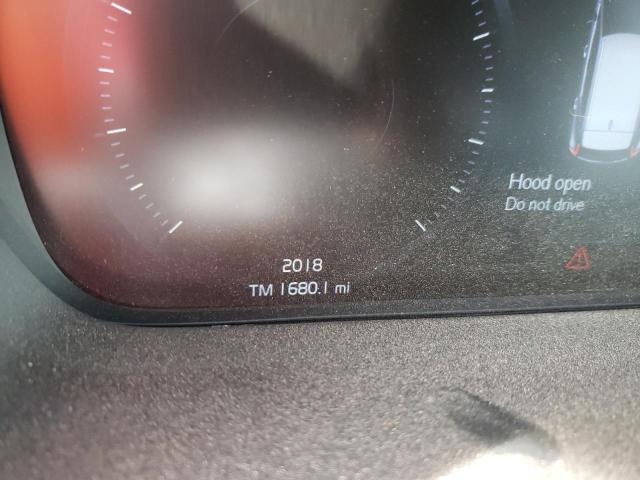 Hood open
Do not drive
2018
TM 1680.1 mi